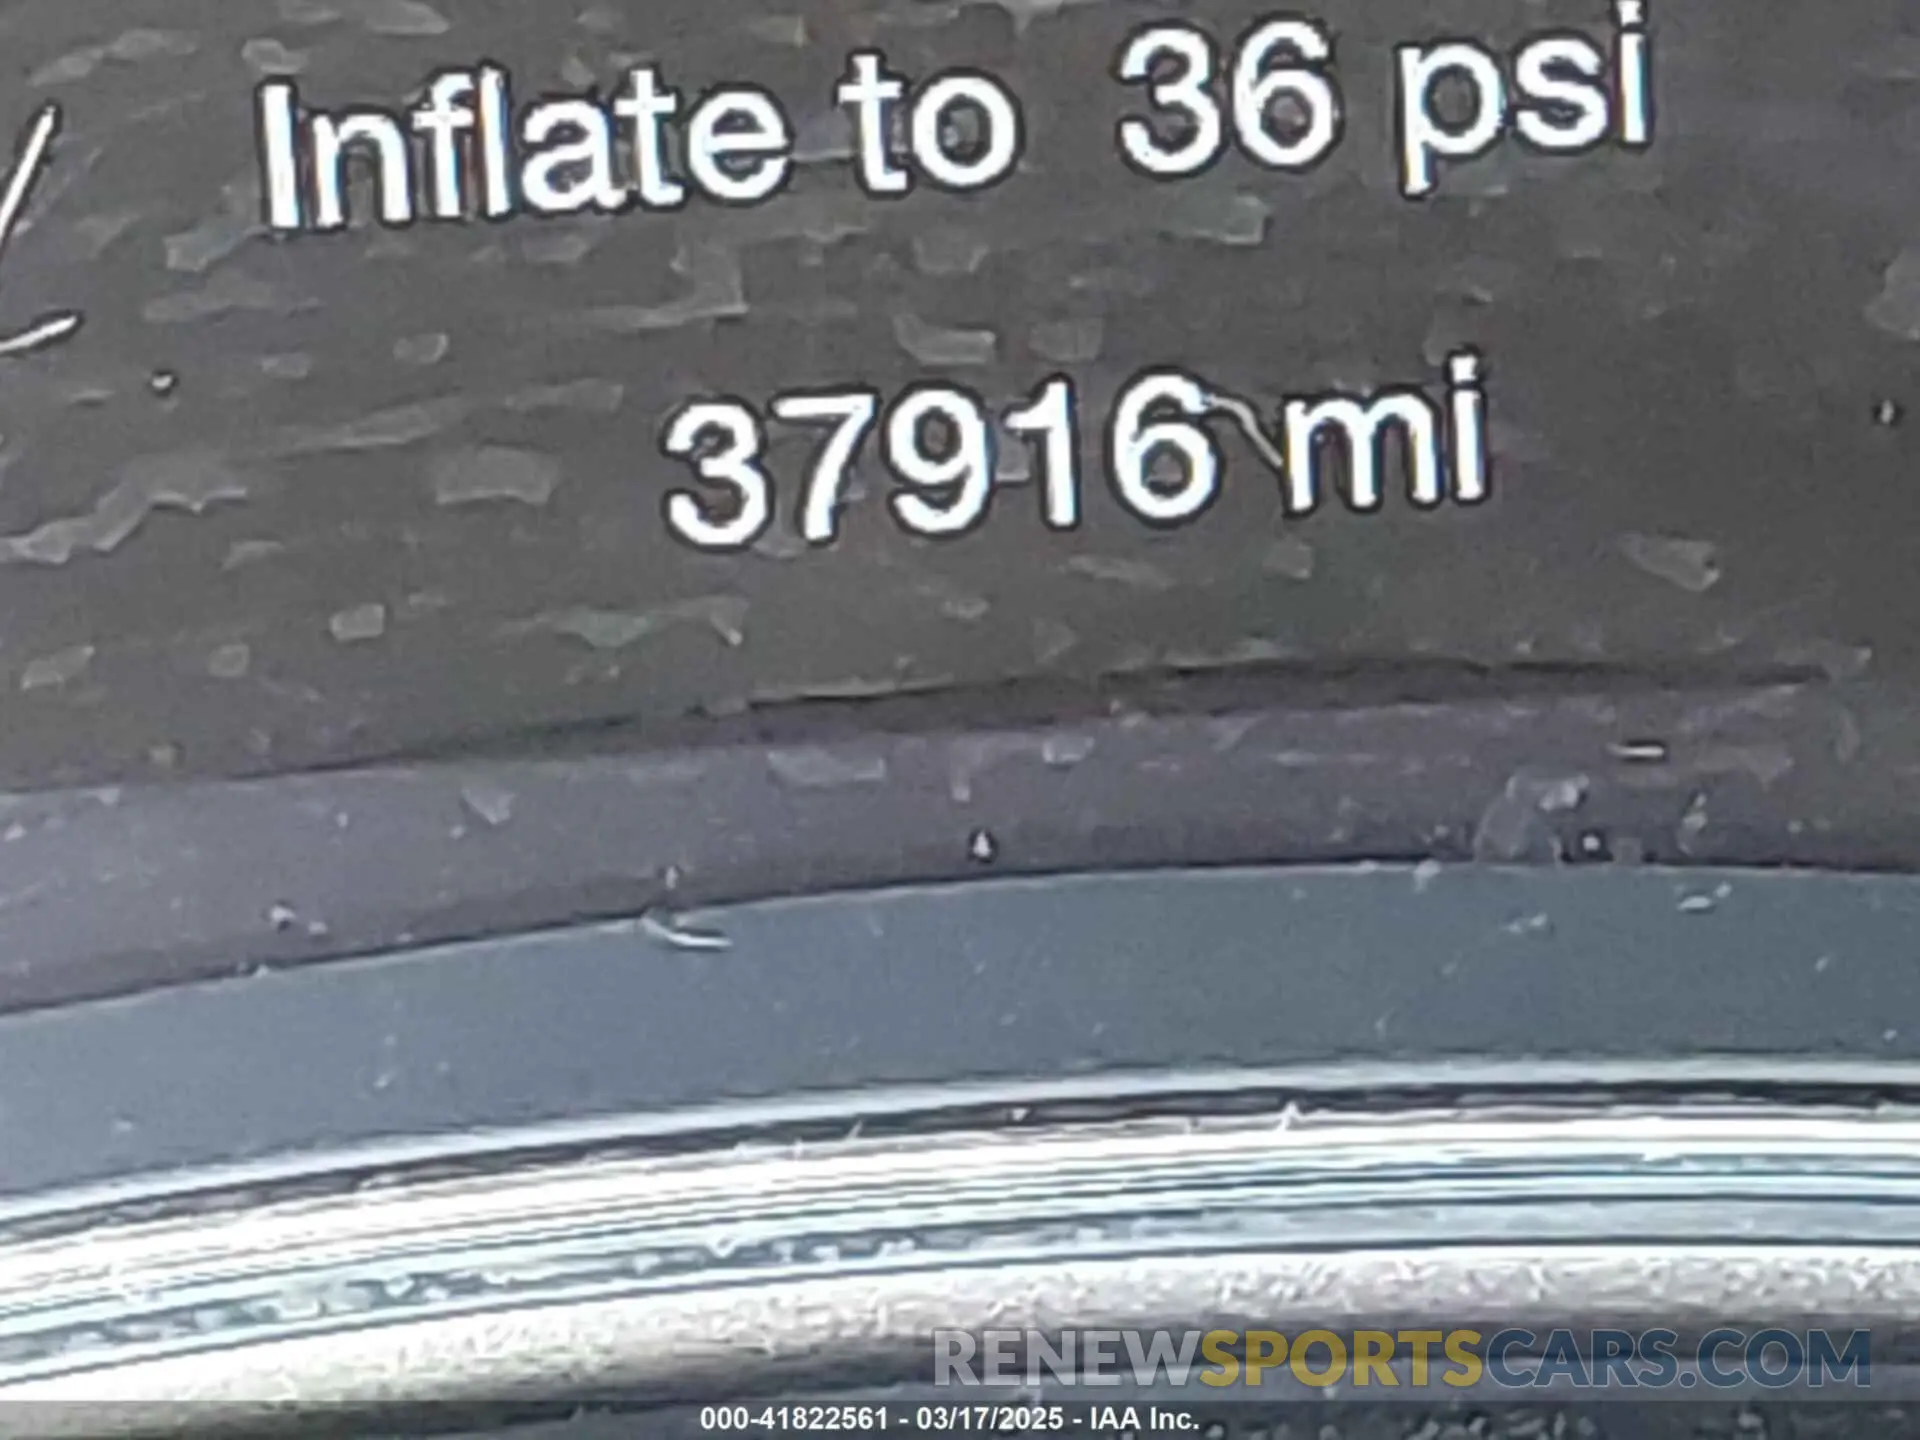 Inflate to 36 psi
37916 mi
RENEWSPORTSCARS.COM
000-41822561 - 03/17/2025 - IAA Inc.